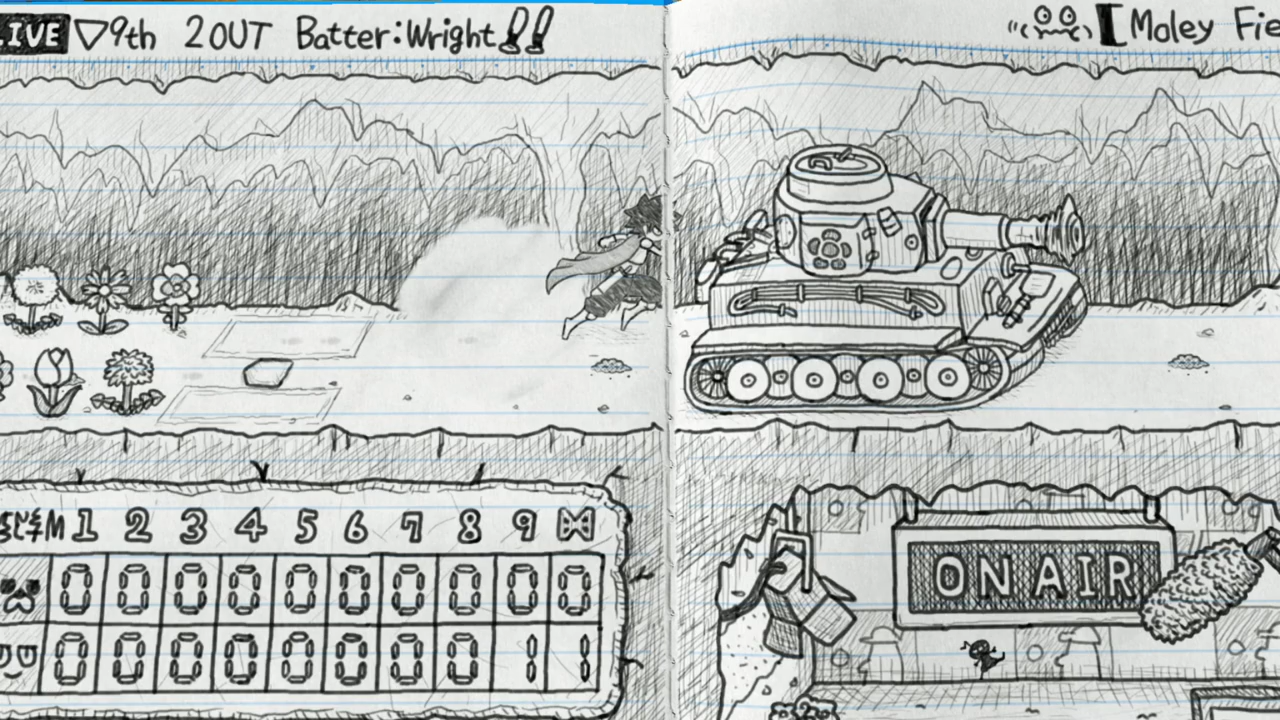 LIVE ▽9th 2OUT Batter:Wright!!
[Moley Fie
M 1 2 3 4 5 6 7 8 9
0 0 0 0 0 0 0 0 0 0
0 0 0 0 0 0 0 0 1 1
ON AIR